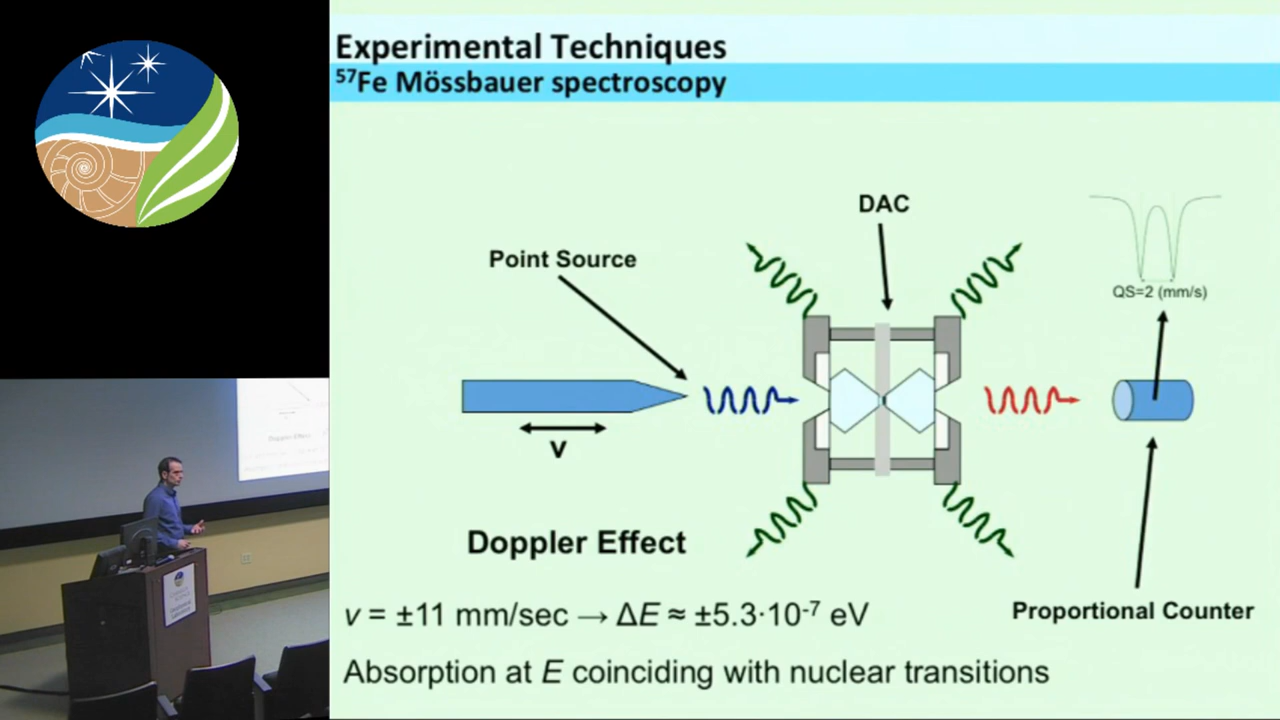 Experimental Techniques
⁵⁷Fe Mössbauer spectroscopy
DAC
Point Source
QS=2 (mm/s)
v
Doppler Effect
v = ±11 mm/sec → ΔE ≈ ±5.3·10⁻⁷ eV
Proportional Counter
Absorption at E coinciding with nuclear transitions